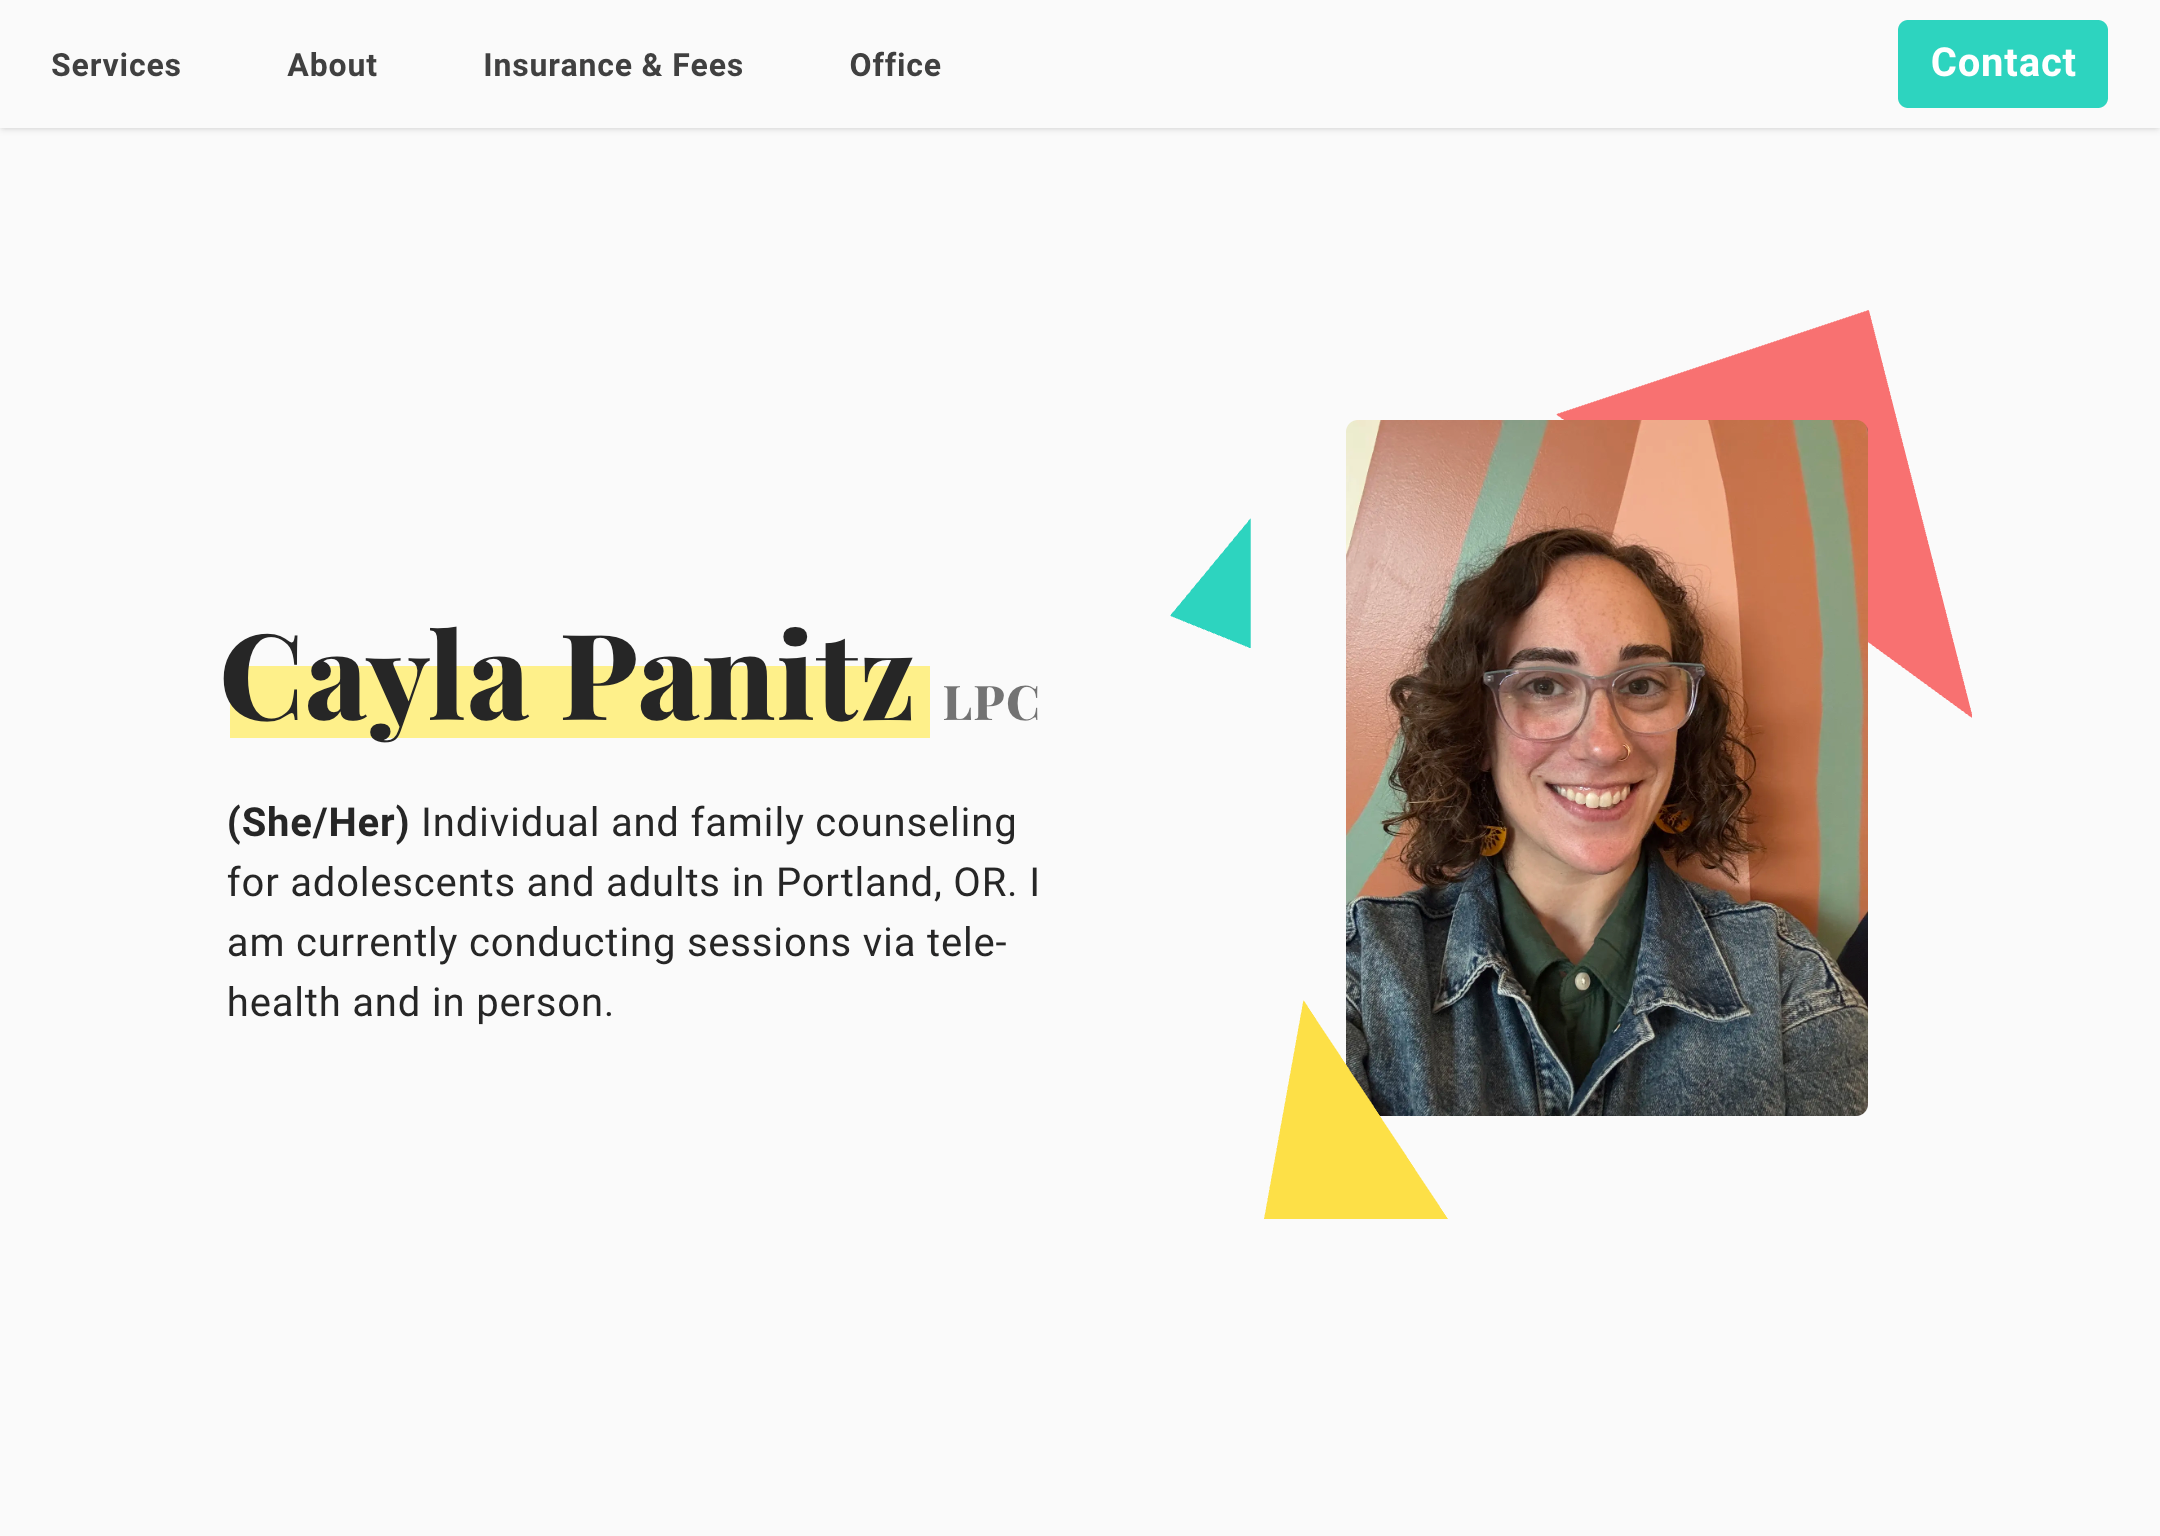 Services About Insurance & Fees Office Contact
Cayla Panitz LPC
(She/Her) Individual and family counseling
for adolescents and adults in Portland, OR. I
am currently conducting sessions via tele-
health and in person.